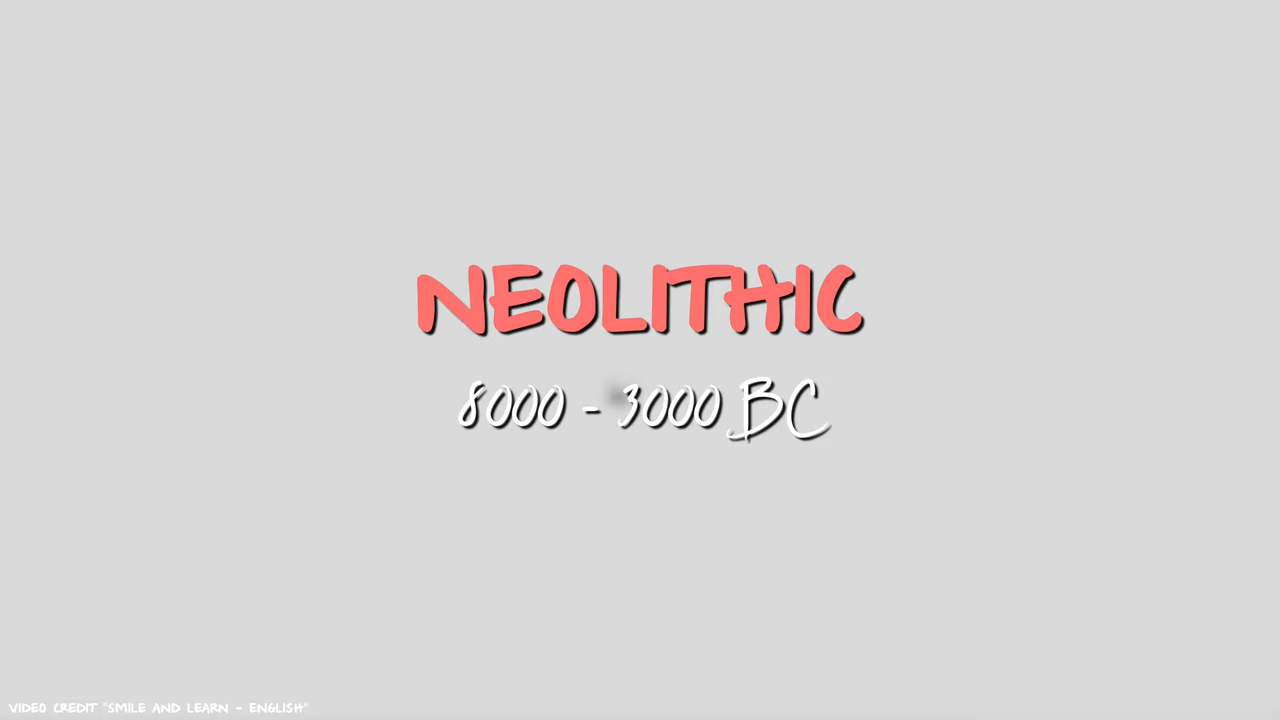 NEOLITHIC
8000 - 3000 BC
VIDEO CREDIT "SMILE AND LEARN - ENGLISH"